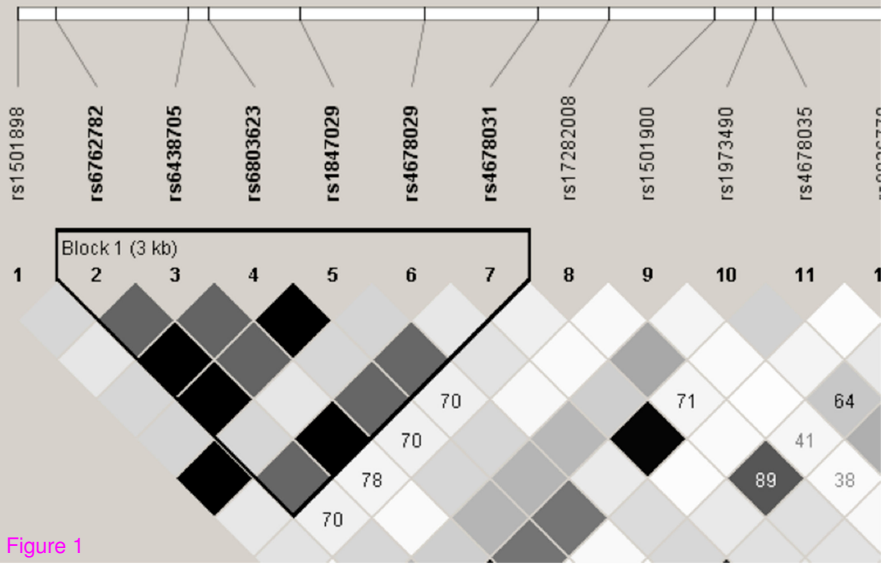 rs1501898 rs6762782 rs6438705 rs6803623 rs1847029 rs4678029 rs4678031 rs17282008 rs1501900 rs1973490 rs4678035
Block 1 (3 kb)
1 2 3 4 5 6 7 8 9 10 11 1
70 71 64
70 41
78 89 38
70
Figure 1